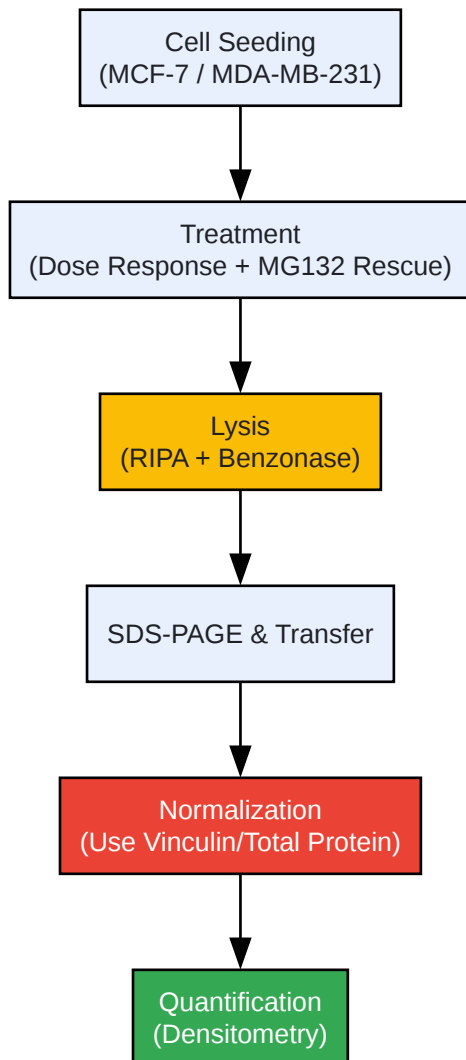 Cell Seeding
(MCF-7 / MDA-MB-231)
Treatment
(Dose Response + MG132 Rescue)
Lysis
(RIPA + Benzonase)
SDS-PAGE & Transfer
Normalization
(Use Vinculin/Total Protein)
Quantification
(Densitometry)